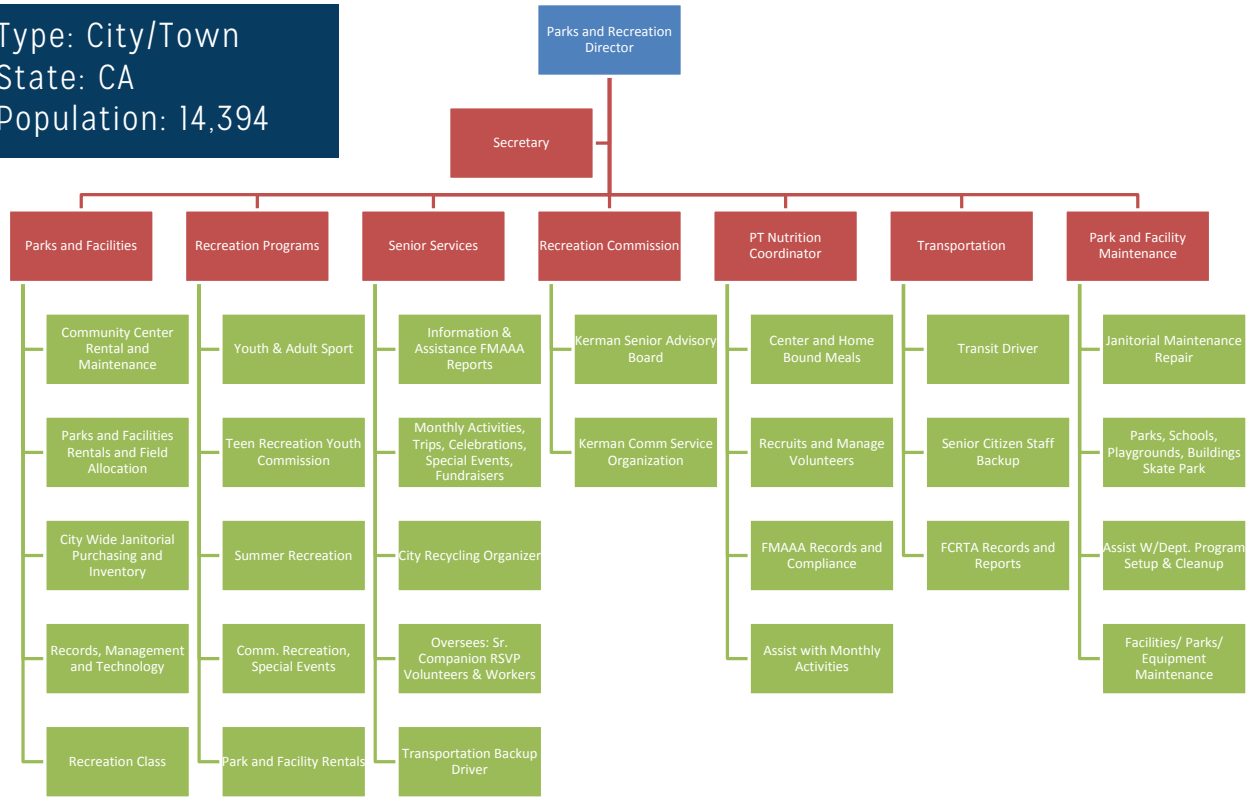 Type: City/Town
State: CA
Population: 14,394
Parks and Recreation
Director
Secretary
Parks and Facilities
Recreation Programs
Senior Services
Recreation Commission
PT Nutrition
Coordinator
Transportation
Park and Facility
Maintenance
Community Center
Rental and
Maintenance
Parks and Facilities
Rentals and Field
Allocation
City Wide Janitorial
Purchasing and
Inventory
Records, Management
and Technology
Recreation Class
Youth & Adult Sport
Teen Recreation Youth
Commission
Summer Recreation
Comm. Recreation,
Special Events
Park and Facility Rentals
Information &
Assistance FMAAA
Reports
Monthly Activities,
Trips, Celebrations,
Special Events,
Fundraisers
City Recycling Organizer
Oversees: Sr.
Companion RSVP
Volunteers & Workers
Transportation Backup
Driver
Kerman Senior Advisory
Board
Kerman Comm Service
Organization
Center and Home
Bound Meals
Recruits and Manage
Volunteers
FMAAA Records and
Compliance
Assist with Monthly
Activities
Transit Driver
Senior Citizen Staff
Backup
FCRTA Records and
Reports
Janitorial Maintenance
Repair
Parks, Schools,
Playgrounds, Buildings
Skate Park
Assist W/Dept. Program
Setup & Cleanup
Facilities/ Parks/
Equipment
Maintenance